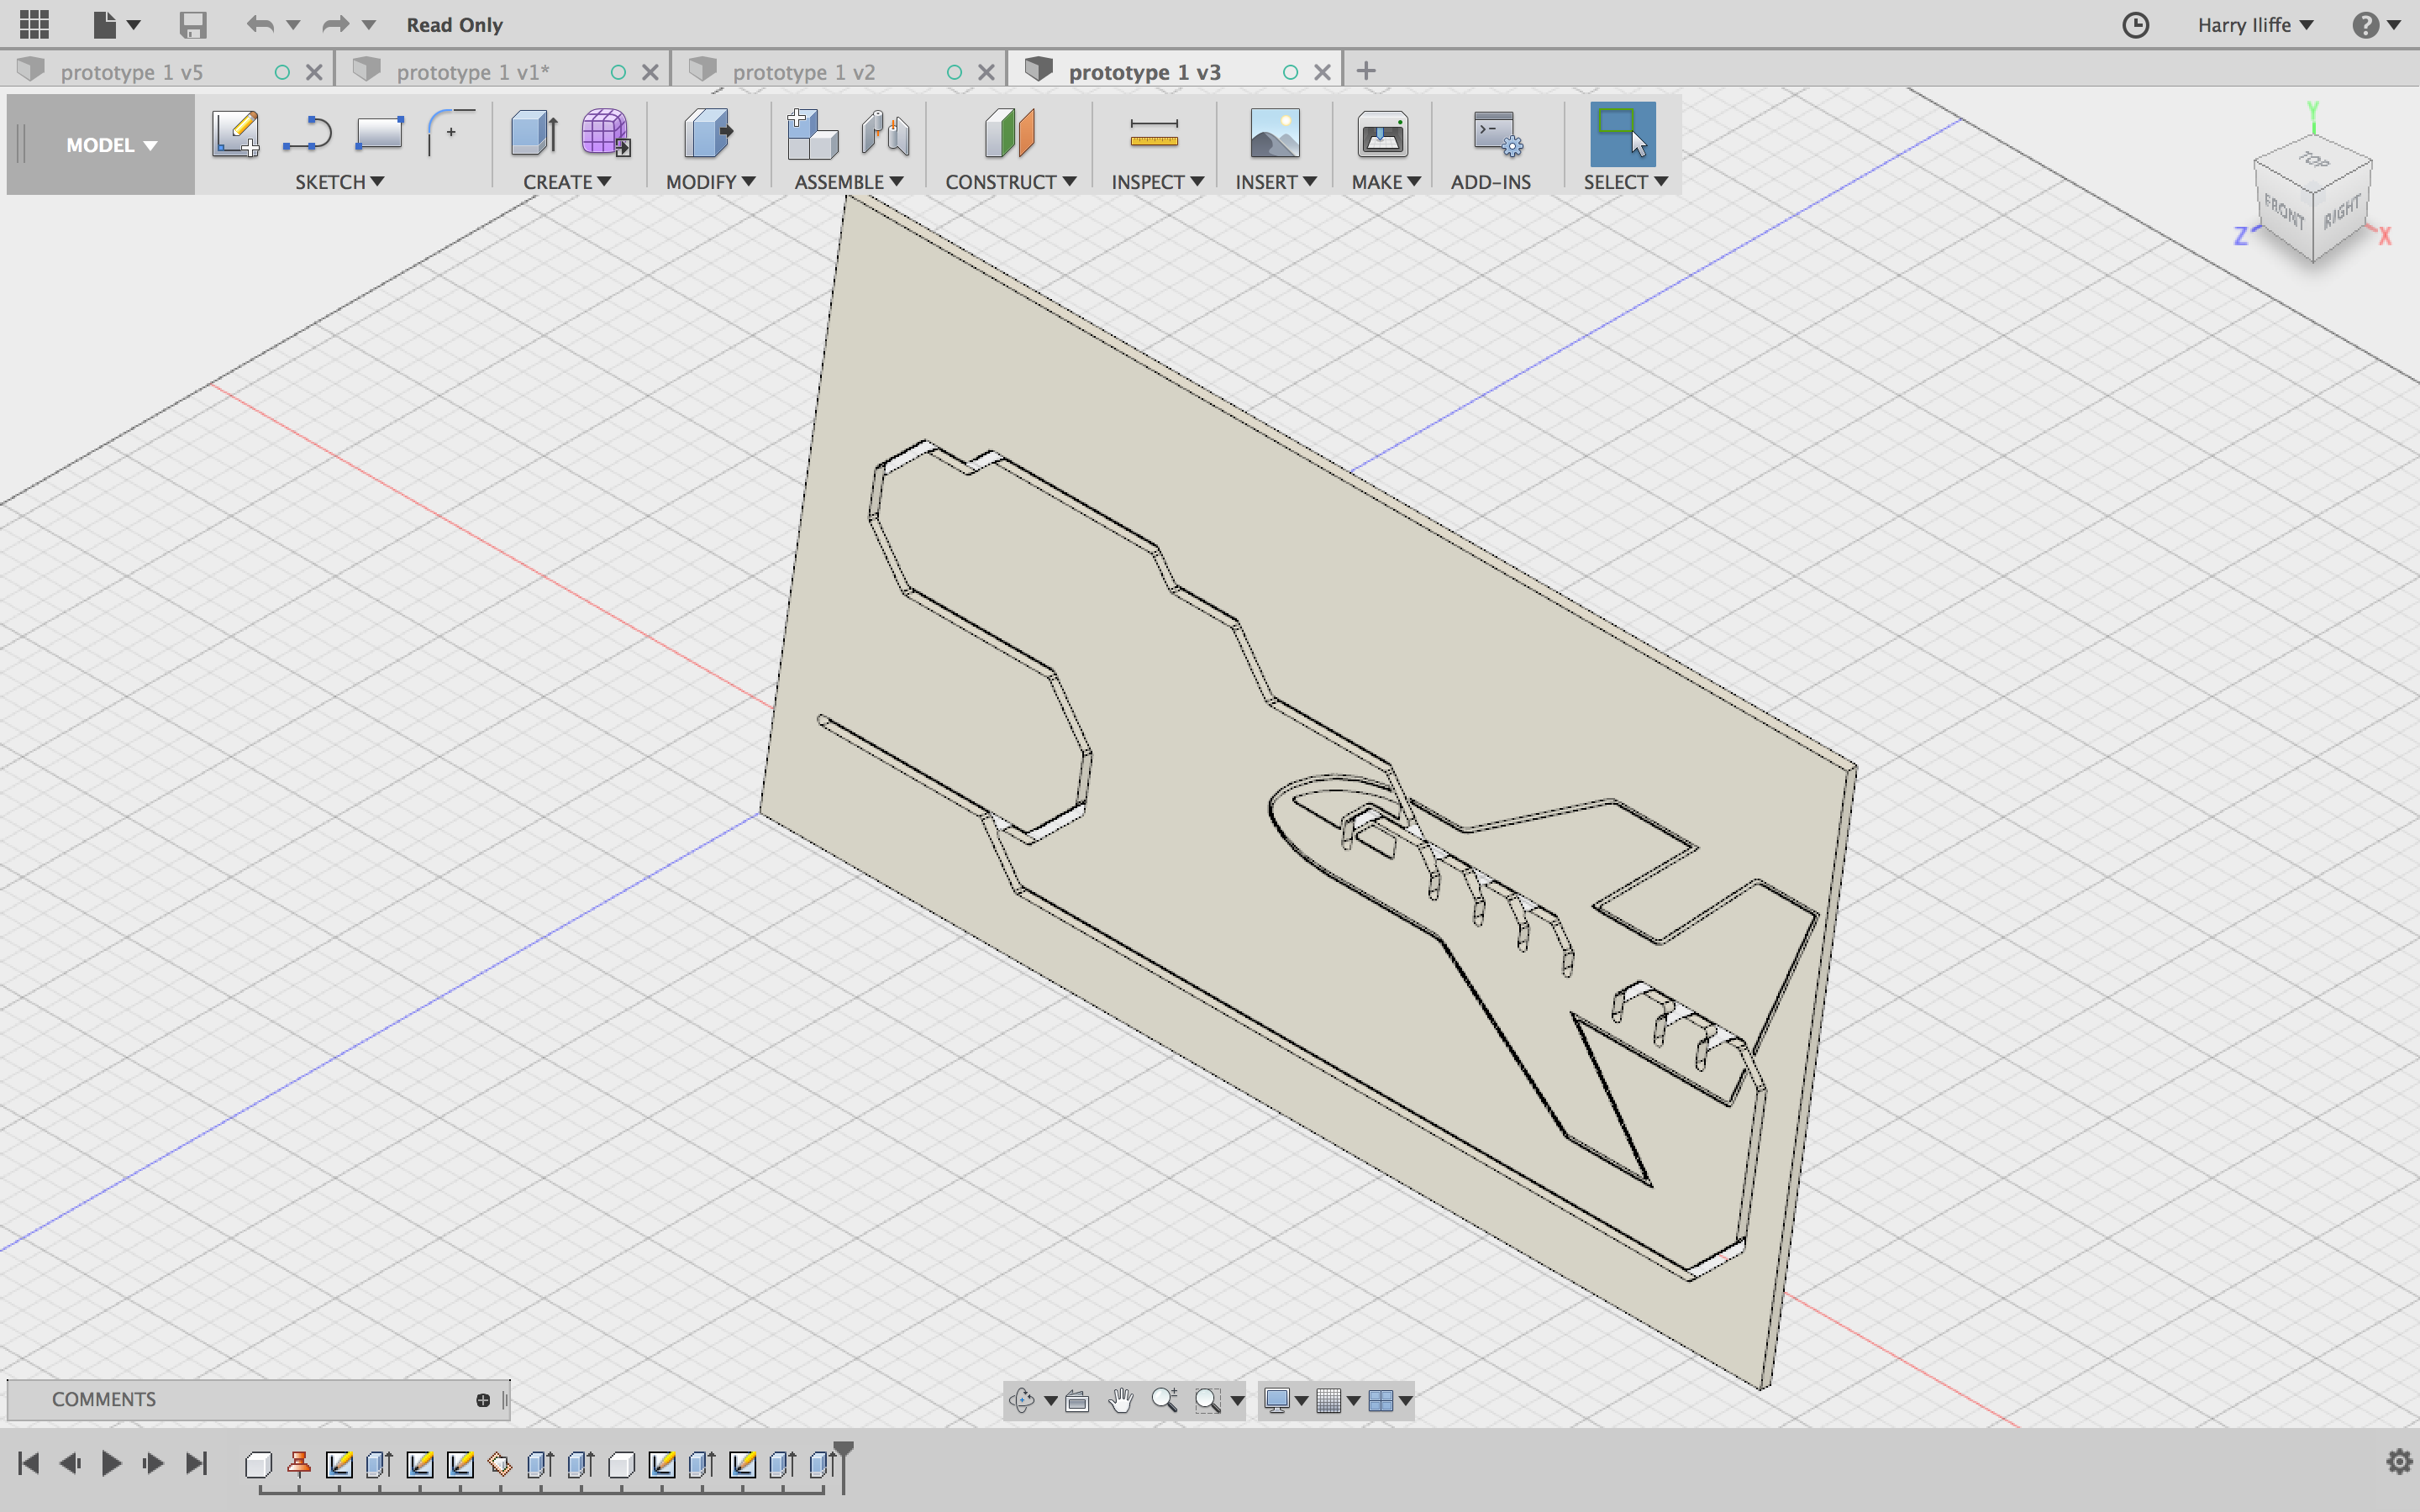 Read Only
Harry Iliffe
?
prototype 1 v5
prototype 1 v1*
prototype 1 v2
prototype 1 v3
MODEL
SKETCH
CREATE
MODIFY
ASSEMBLE
CONSTRUCT
INSPECT
INSERT
MAKE
ADD-INS
SELECT
Y
TOP
FRONT
RIGHT
Z
X
COMMENTS